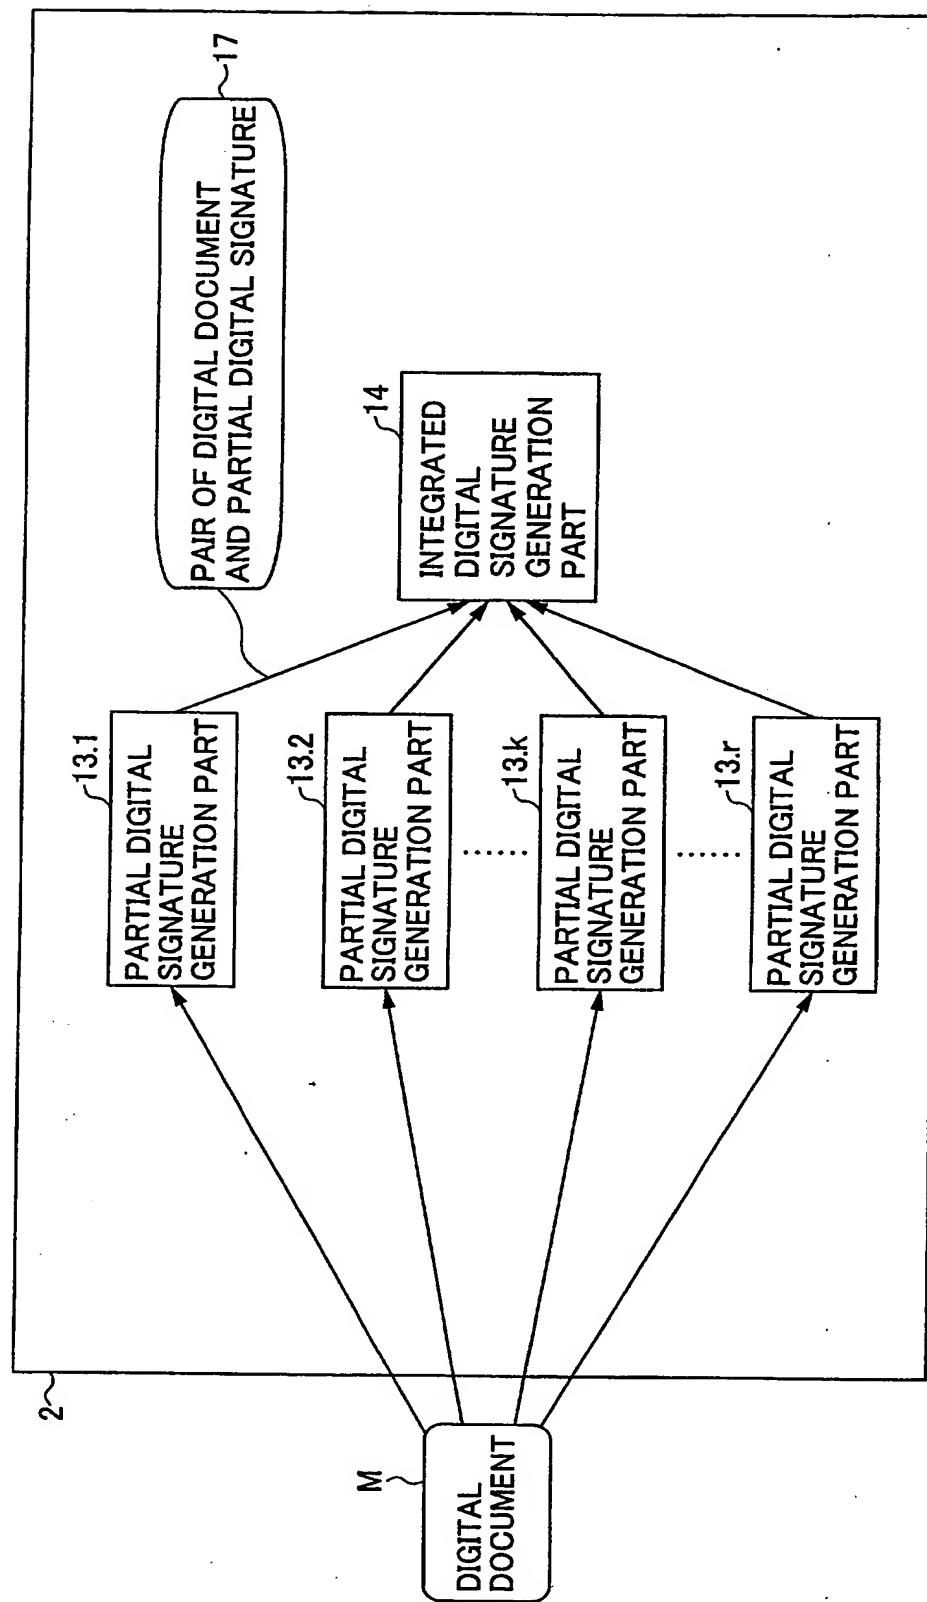 2
M
DIGITAL
DOCUMENT
13.1
PARTIAL DIGITAL
SIGNATURE
GENERATION PART
13.2
PARTIAL DIGITAL
SIGNATURE
GENERATION PART
......
13.k
PARTIAL DIGITAL
SIGNATURE
GENERATION PART
......
13.r
PARTIAL DIGITAL
SIGNATURE
GENERATION PART
17
PAIR OF DIGITAL DOCUMENT
AND PARTIAL DIGITAL SIGNATURE
14
INTEGRATED
DIGITAL
SIGNATURE
GENERATION
PART